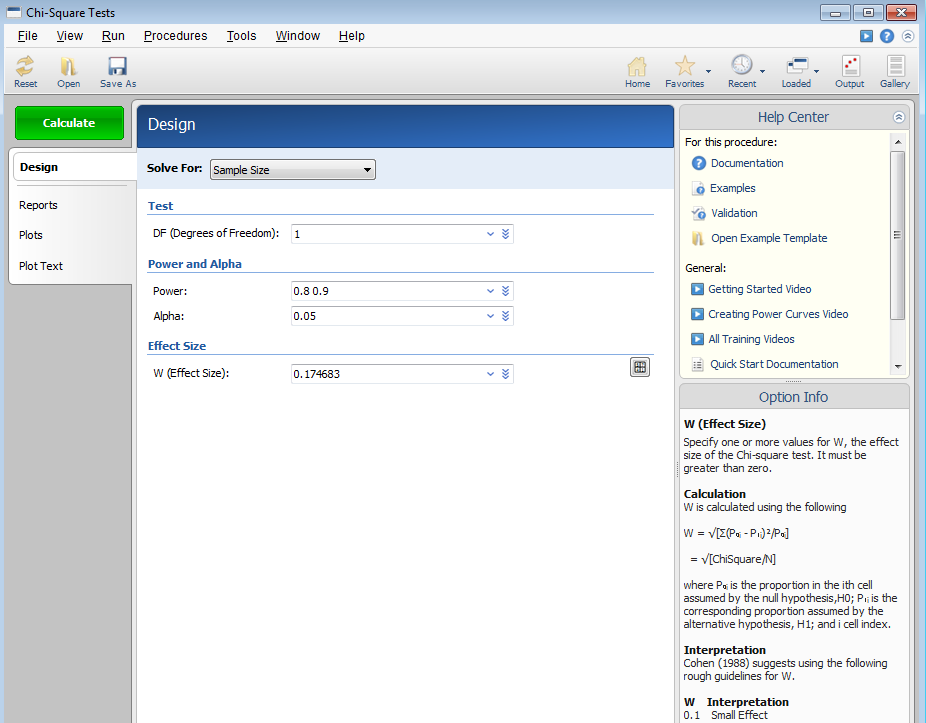 Chi-Square Tests
File View Run Procedures Tools Window Help
Reset Open Save As Home Favorites Recent Loaded Output Gallery
Calculate
Design
Reports
Plots
Plot Text
Design
Solve For: Sample Size
Test
DF (Degrees of Freedom): 1
Power and Alpha
Power: 0.8 0.9
Alpha: 0.05
Effect Size
W (Effect Size): 0.174683
Help Center
For this procedure:
Documentation
Examples
Validation
Open Example Template
General:
Getting Started Video
Creating Power Curves Video
All Training Videos
Quick Start Documentation
Option Info
W (Effect Size)
Specify one or more values for W, the effect
size of the Chi-square test. It must be
greater than zero.
Calculation
W is calculated using the following
W = √[Σ(P₀ᵢ - P₁ᵢ)²/P₀ᵢ]
= √[ChiSquare/N]
where P₀ᵢ is the proportion in the ith cell
assumed by the null hypothesis,H0; P₁ᵢ is the
corresponding proportion assumed by the
alternative hypothesis, H1; and i cell index.
Interpretation
Cohen (1988) suggests using the following
rough guidelines for W.
W Interpretation
0.1 Small Effect